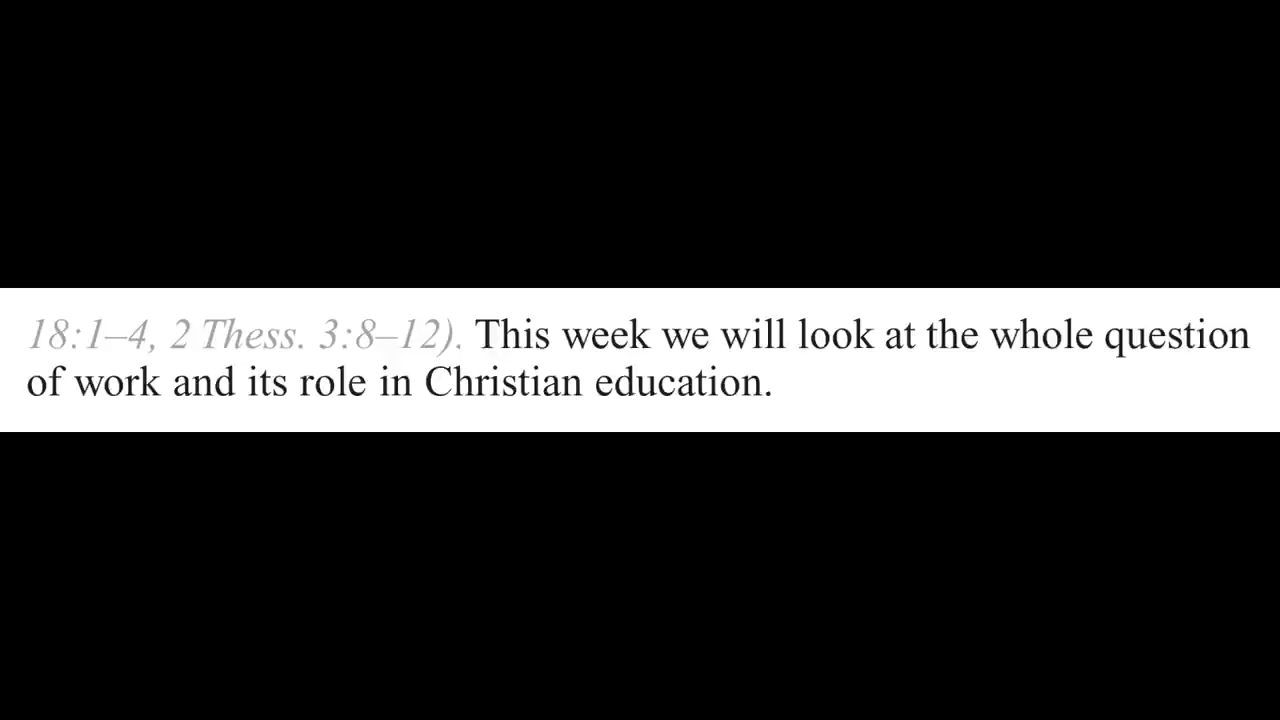 18:1–4, 2 Thess. 3:8–12). This week we will look at the whole question
of work and its role in Christian education.